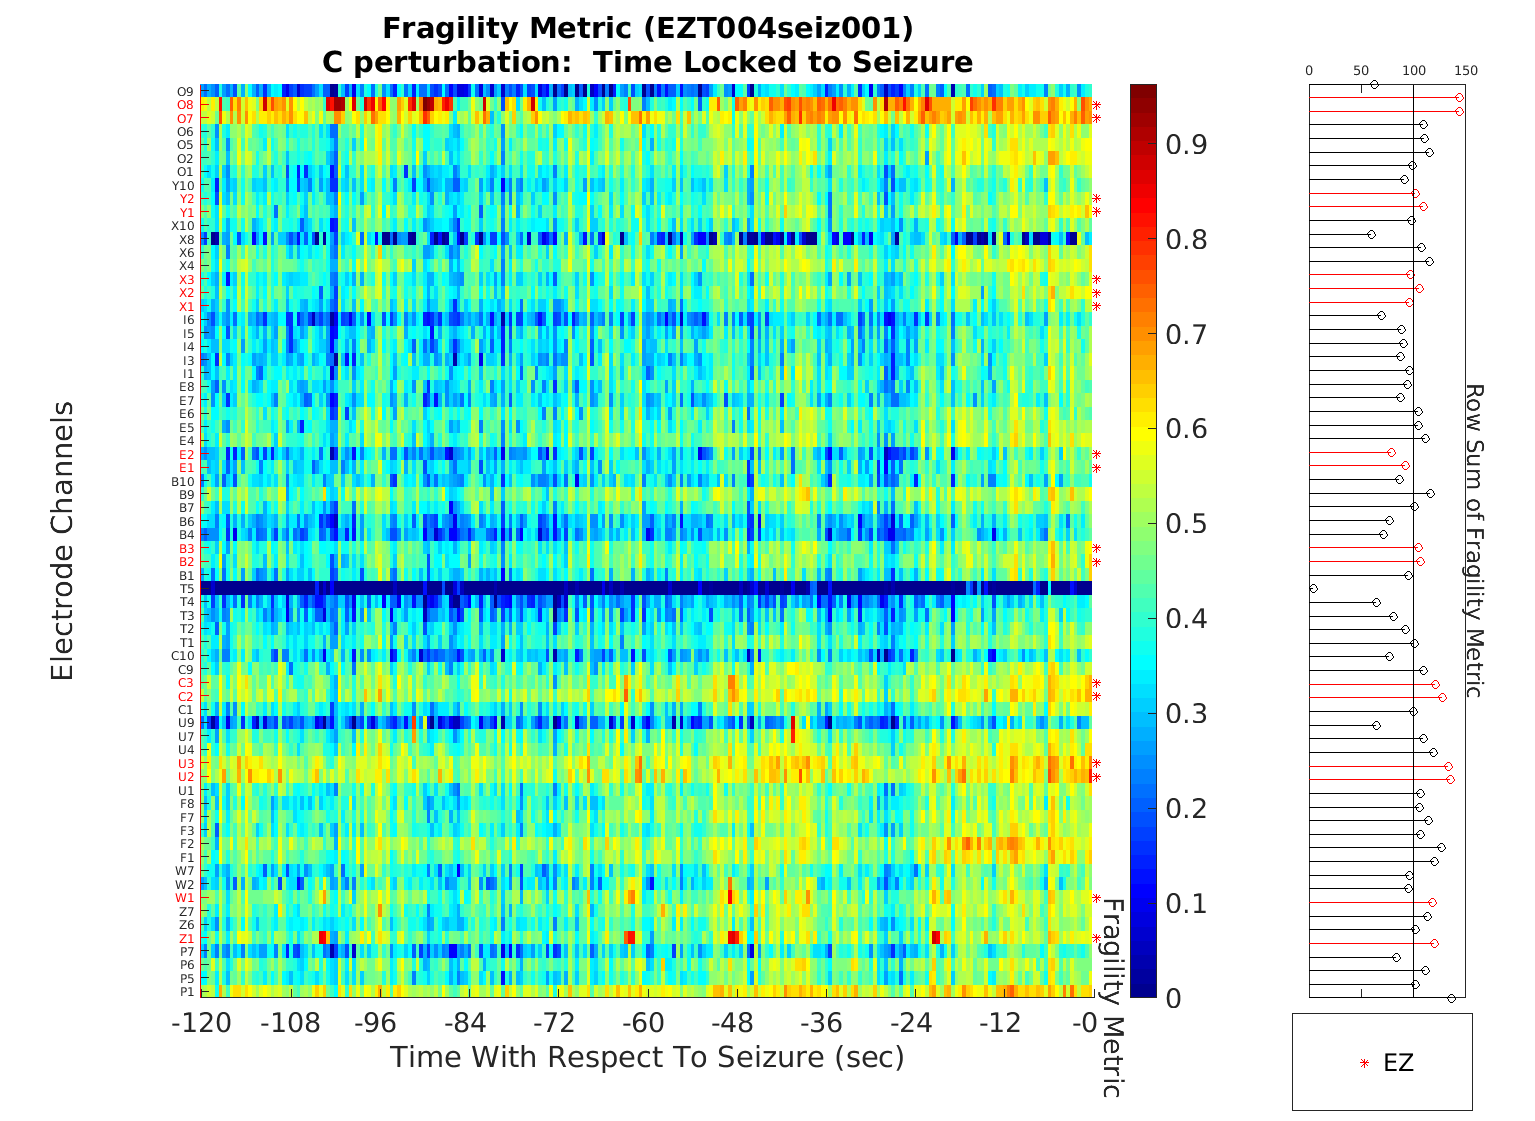 Fragility Metric (EZT004seiz001)
C perturbation: Time Locked to Seizure
Electrode Channels
O9
O8
O7
O6
O5
O2
O1
Y10
Y2
Y1
X10
X8
X6
X4
X3
X2
X1
I6
I5
I4
I3
I1
E8
E7
E6
E5
E4
E2
E1
B10
B9
B7
B6
B4
B3
B2
B1
T5
T4
T3
T2
T1
C10
C9
C3
C2
C1
U9
U7
U4
U3
U2
U1
F8
F7
F3
F2
F1
W7
W2
W1
Z7
Z6
Z1
P7
P6
P5
P1
-120 -108 -96 -84 -72 -60 -48 -36 -24 -12 -0
Time With Respect To Seizure (sec)
0.9
0.8
0.7
0.6
0.5
0.4
0.3
0.2
0.1
0
Fragility Metric
0 50 100 150
Row Sum of Fragility Metric
EZ